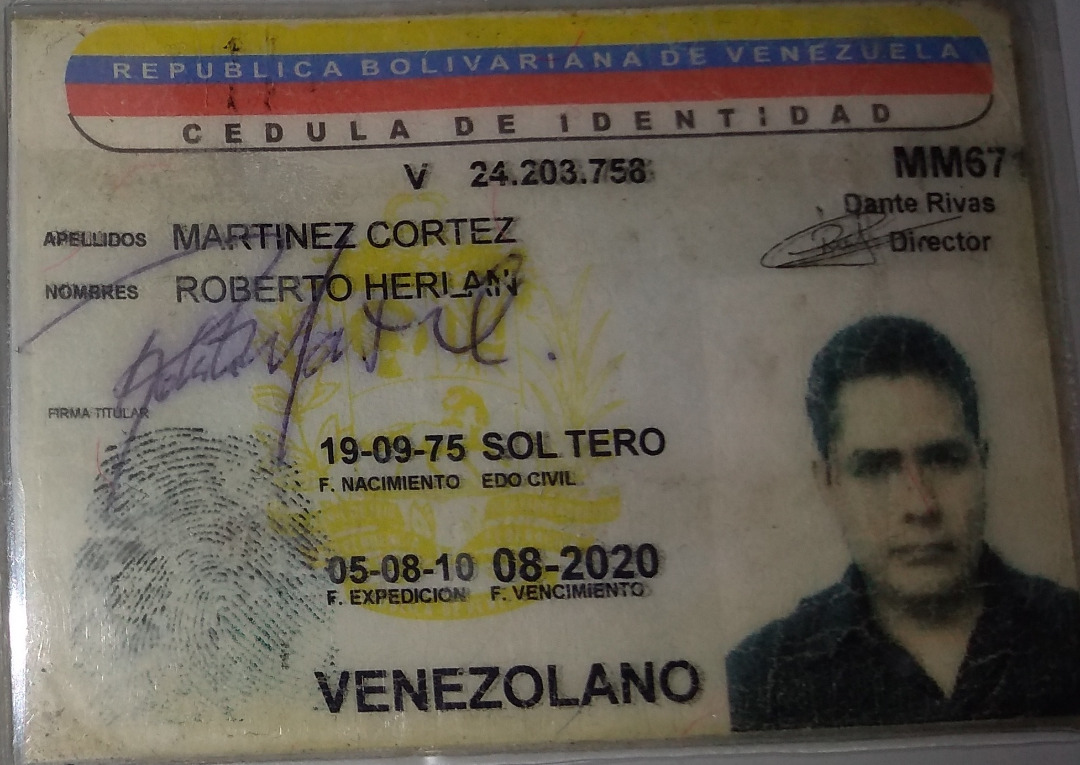 REPUBLICA BOLIVARIANA DE VENEZUELA
CEDULA DE IDENTIDAD
V 24.203.758
MM67
Dante Rivas
Director
APELLIDOS MARTINEZ CORTEZ
NOMBRES ROBERTO HERLAN
FIRMA TITULAR
19-09-75 SOLTERO
F. NACIMIENTO EDO CIVIL
05-08-10 08-2020
F. EXPEDICION F. VENCIMIENTO
VENEZOLANO